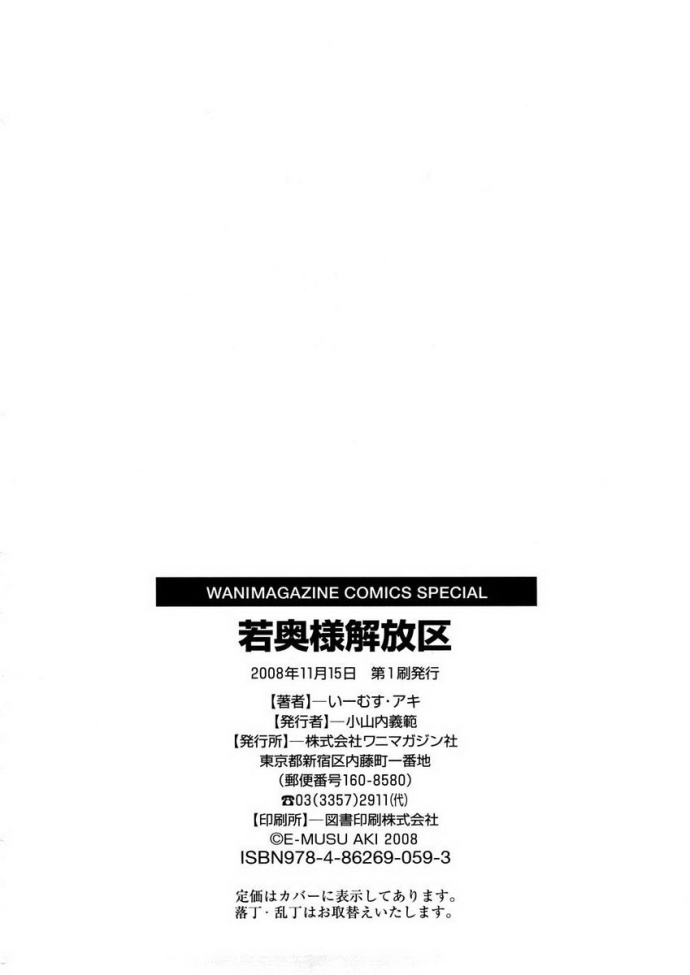 WANIMAGAZINE COMICS SPECIAL
若奥様解放区
2008年11月15日　第1刷発行
【著者】―いーむす・アキ
【発行者】―小山内義範
【発行所】―株式会社ワニマガジン社
東京都新宿区内藤町一番地
（郵便番号160-8580）
☎03(3357)2911㈹
【印刷所】―図書印刷株式会社
©E-MUSU AKI 2008
ISBN978-4-86269-059-3
定価はカバーに表示してあります。
落丁・乱丁はお取替えいたします。